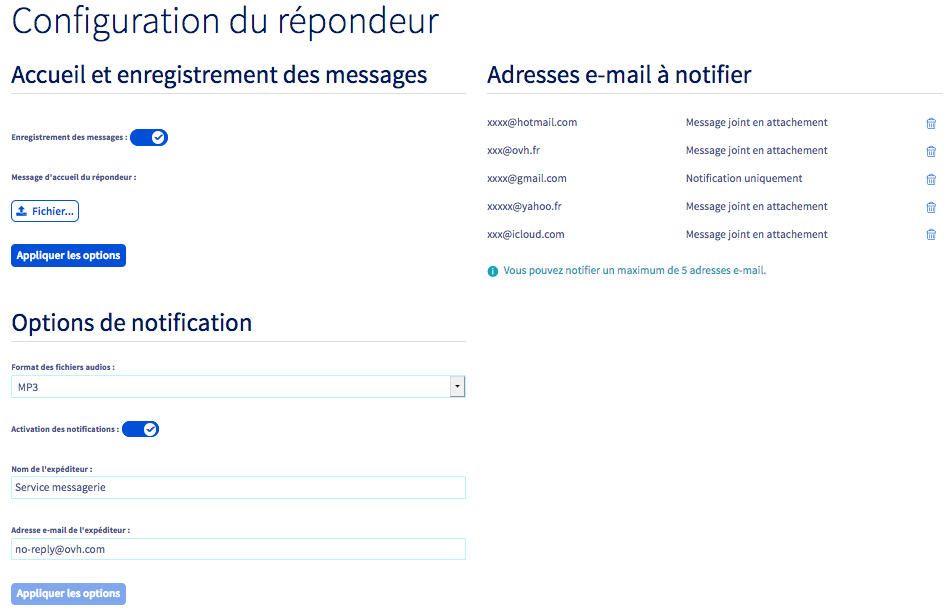 Configuration du répondeur
Accueil et enregistrement des messages
Enregistrement des messages :
Message d'accueil du répondeur :
Fichier...
Appliquer les options
Options de notification
Format des fichiers audios :
MP3
Activation des notifications :
Nom de l'expéditeur :
Service messagerie
Adresse e-mail de l'expéditeur :
no-reply@ovh.com
Appliquer les options
Adresses e-mail à notifier
xxxx@hotmail.com Message joint en attachement
xxx@ovh.fr Message joint en attachement
xxx@gmail.com Notification uniquement
xxxxx@yahoo.fr Message joint en attachement
xxx@icloud.com Message joint en attachement
Vous pouvez notifier un maximum de 5 adresses e-mail.